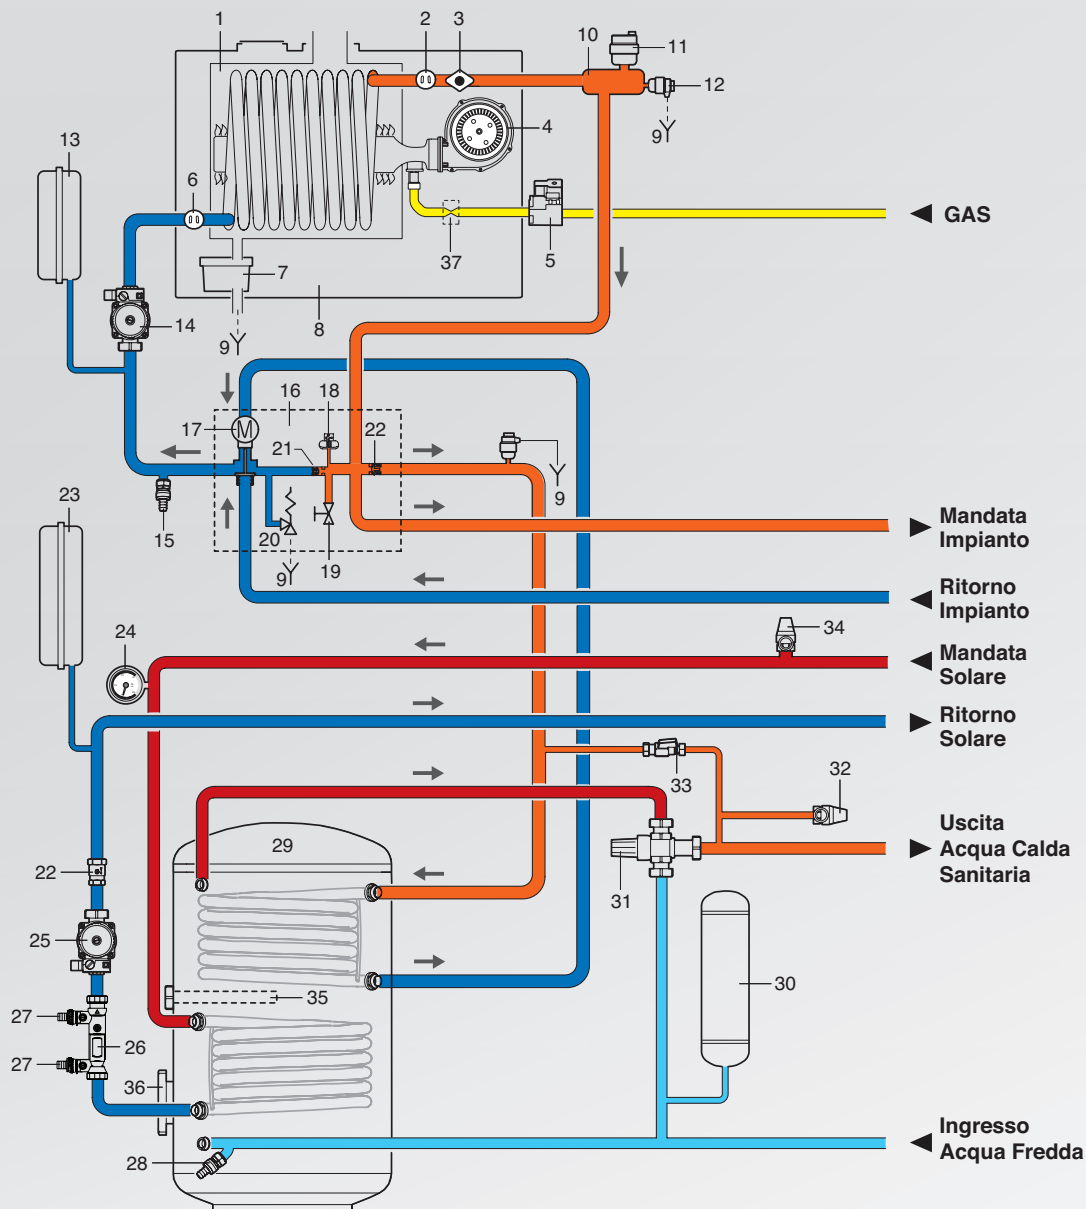 1
2
3
10
11
12
9
4
13
6
GAS
37
5
7
14
8
9
16
18
17
21
22
9
23
15
20
19
9
Mandata
Impianto
Ritorno
Impianto
24
34
Mandata
Solare
Ritorno
Solare
33
32
29
Uscita
Acqua Calda
Sanitaria
22
31
25
30
35
27
26
27
36
Ingresso
Acqua Fredda
28
M